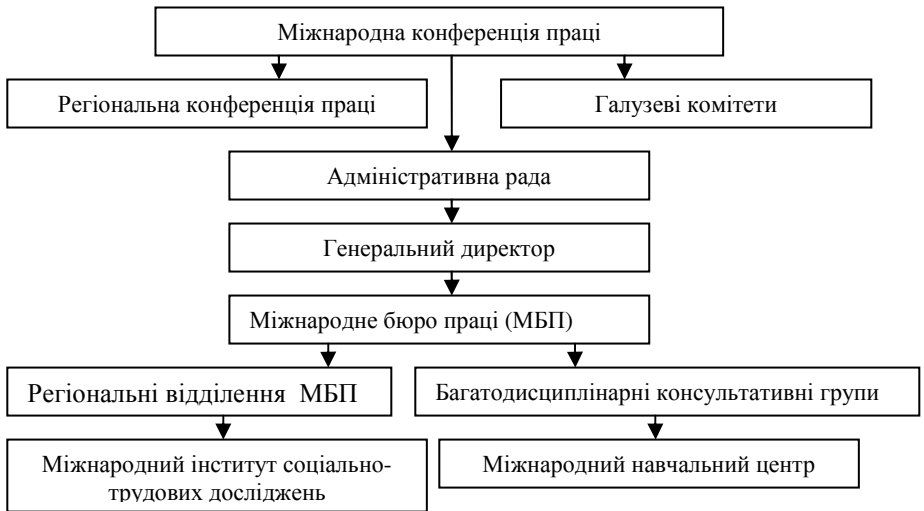 Міжнародна конференція праці
Регіональна конференція праці
Галузеві комітети
Адміністративна рада
Генеральний директор
Міжнародне бюро праці (МБП)
Регіональні відділення МБП
Багатодисциплінарні консультативні групи
Міжнародний інститут соціально-
трудових досліджень
Міжнародний навчальний центр